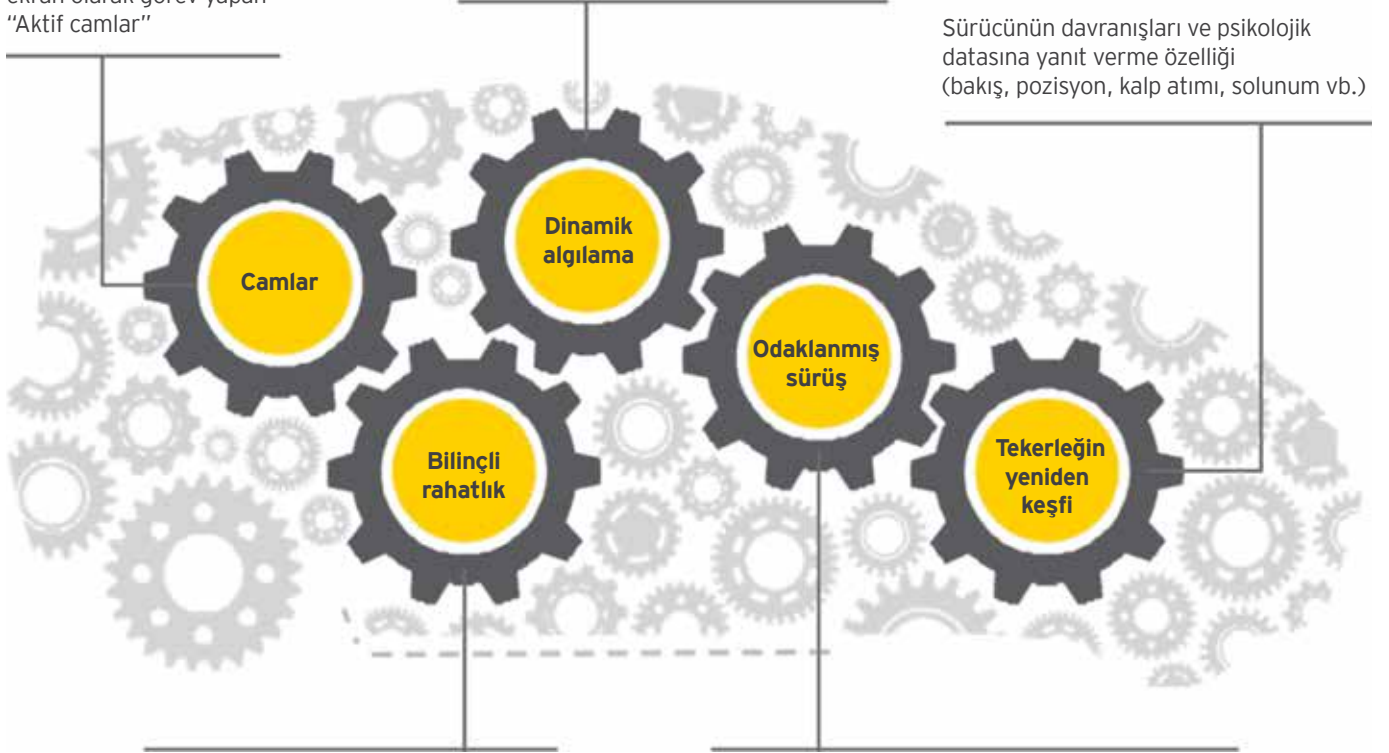 ekran olarak görev yapan
“Aktif camlar”
Sürücünün davranışları ve psikolojik
datasına yanıt verme özelliği
(bakış, pozisyon, kalp atımı, solunum vb.)
Camlar
Dinamik
algılama
Odaklanmış
sürüş
Bilinçli
rahatlık
Tekerleğin
yeniden
keşfi